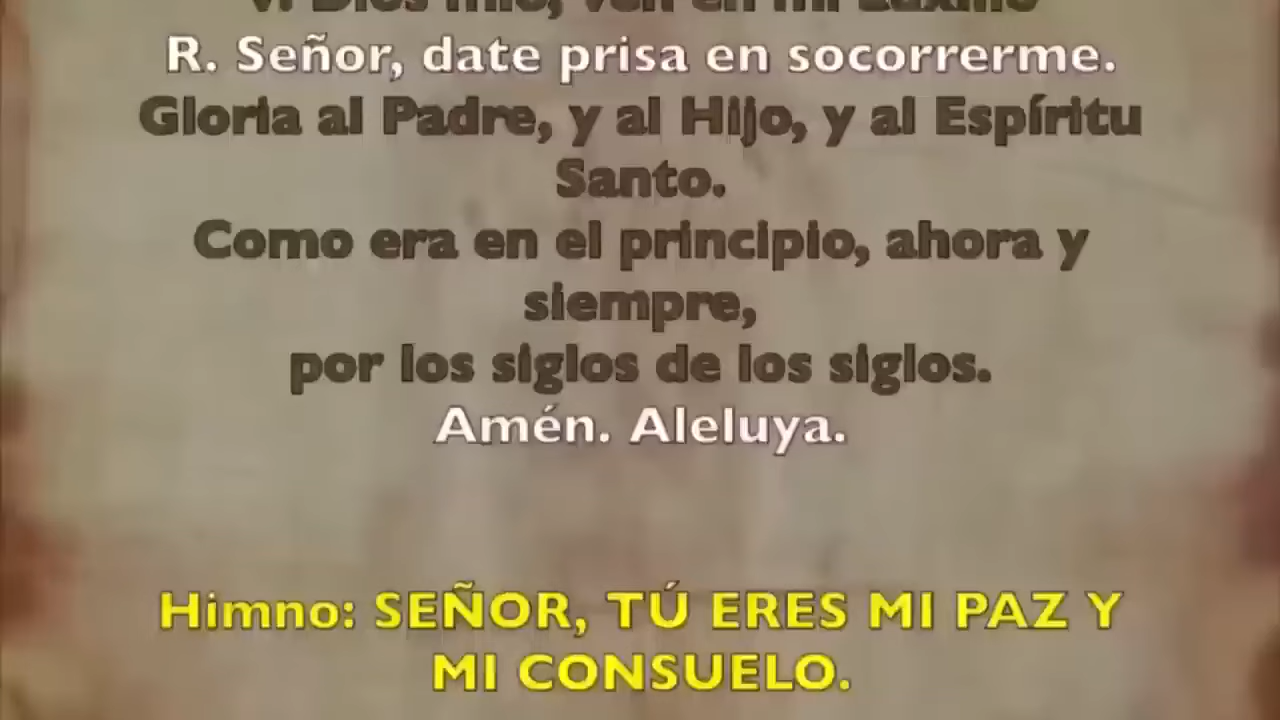 Dios mío, ven en mi
R. Señor, date prisa en socorrerme.
Gloria al Padre, y al Hijo, y al Espíritu
Santo.
Como era en el principio, ahora y
siempre,
por los siglos de los siglos.
Amén. Aleluya.
Himno: SEÑOR, TÚ ERES MI PAZ Y
MI CONSUELO.